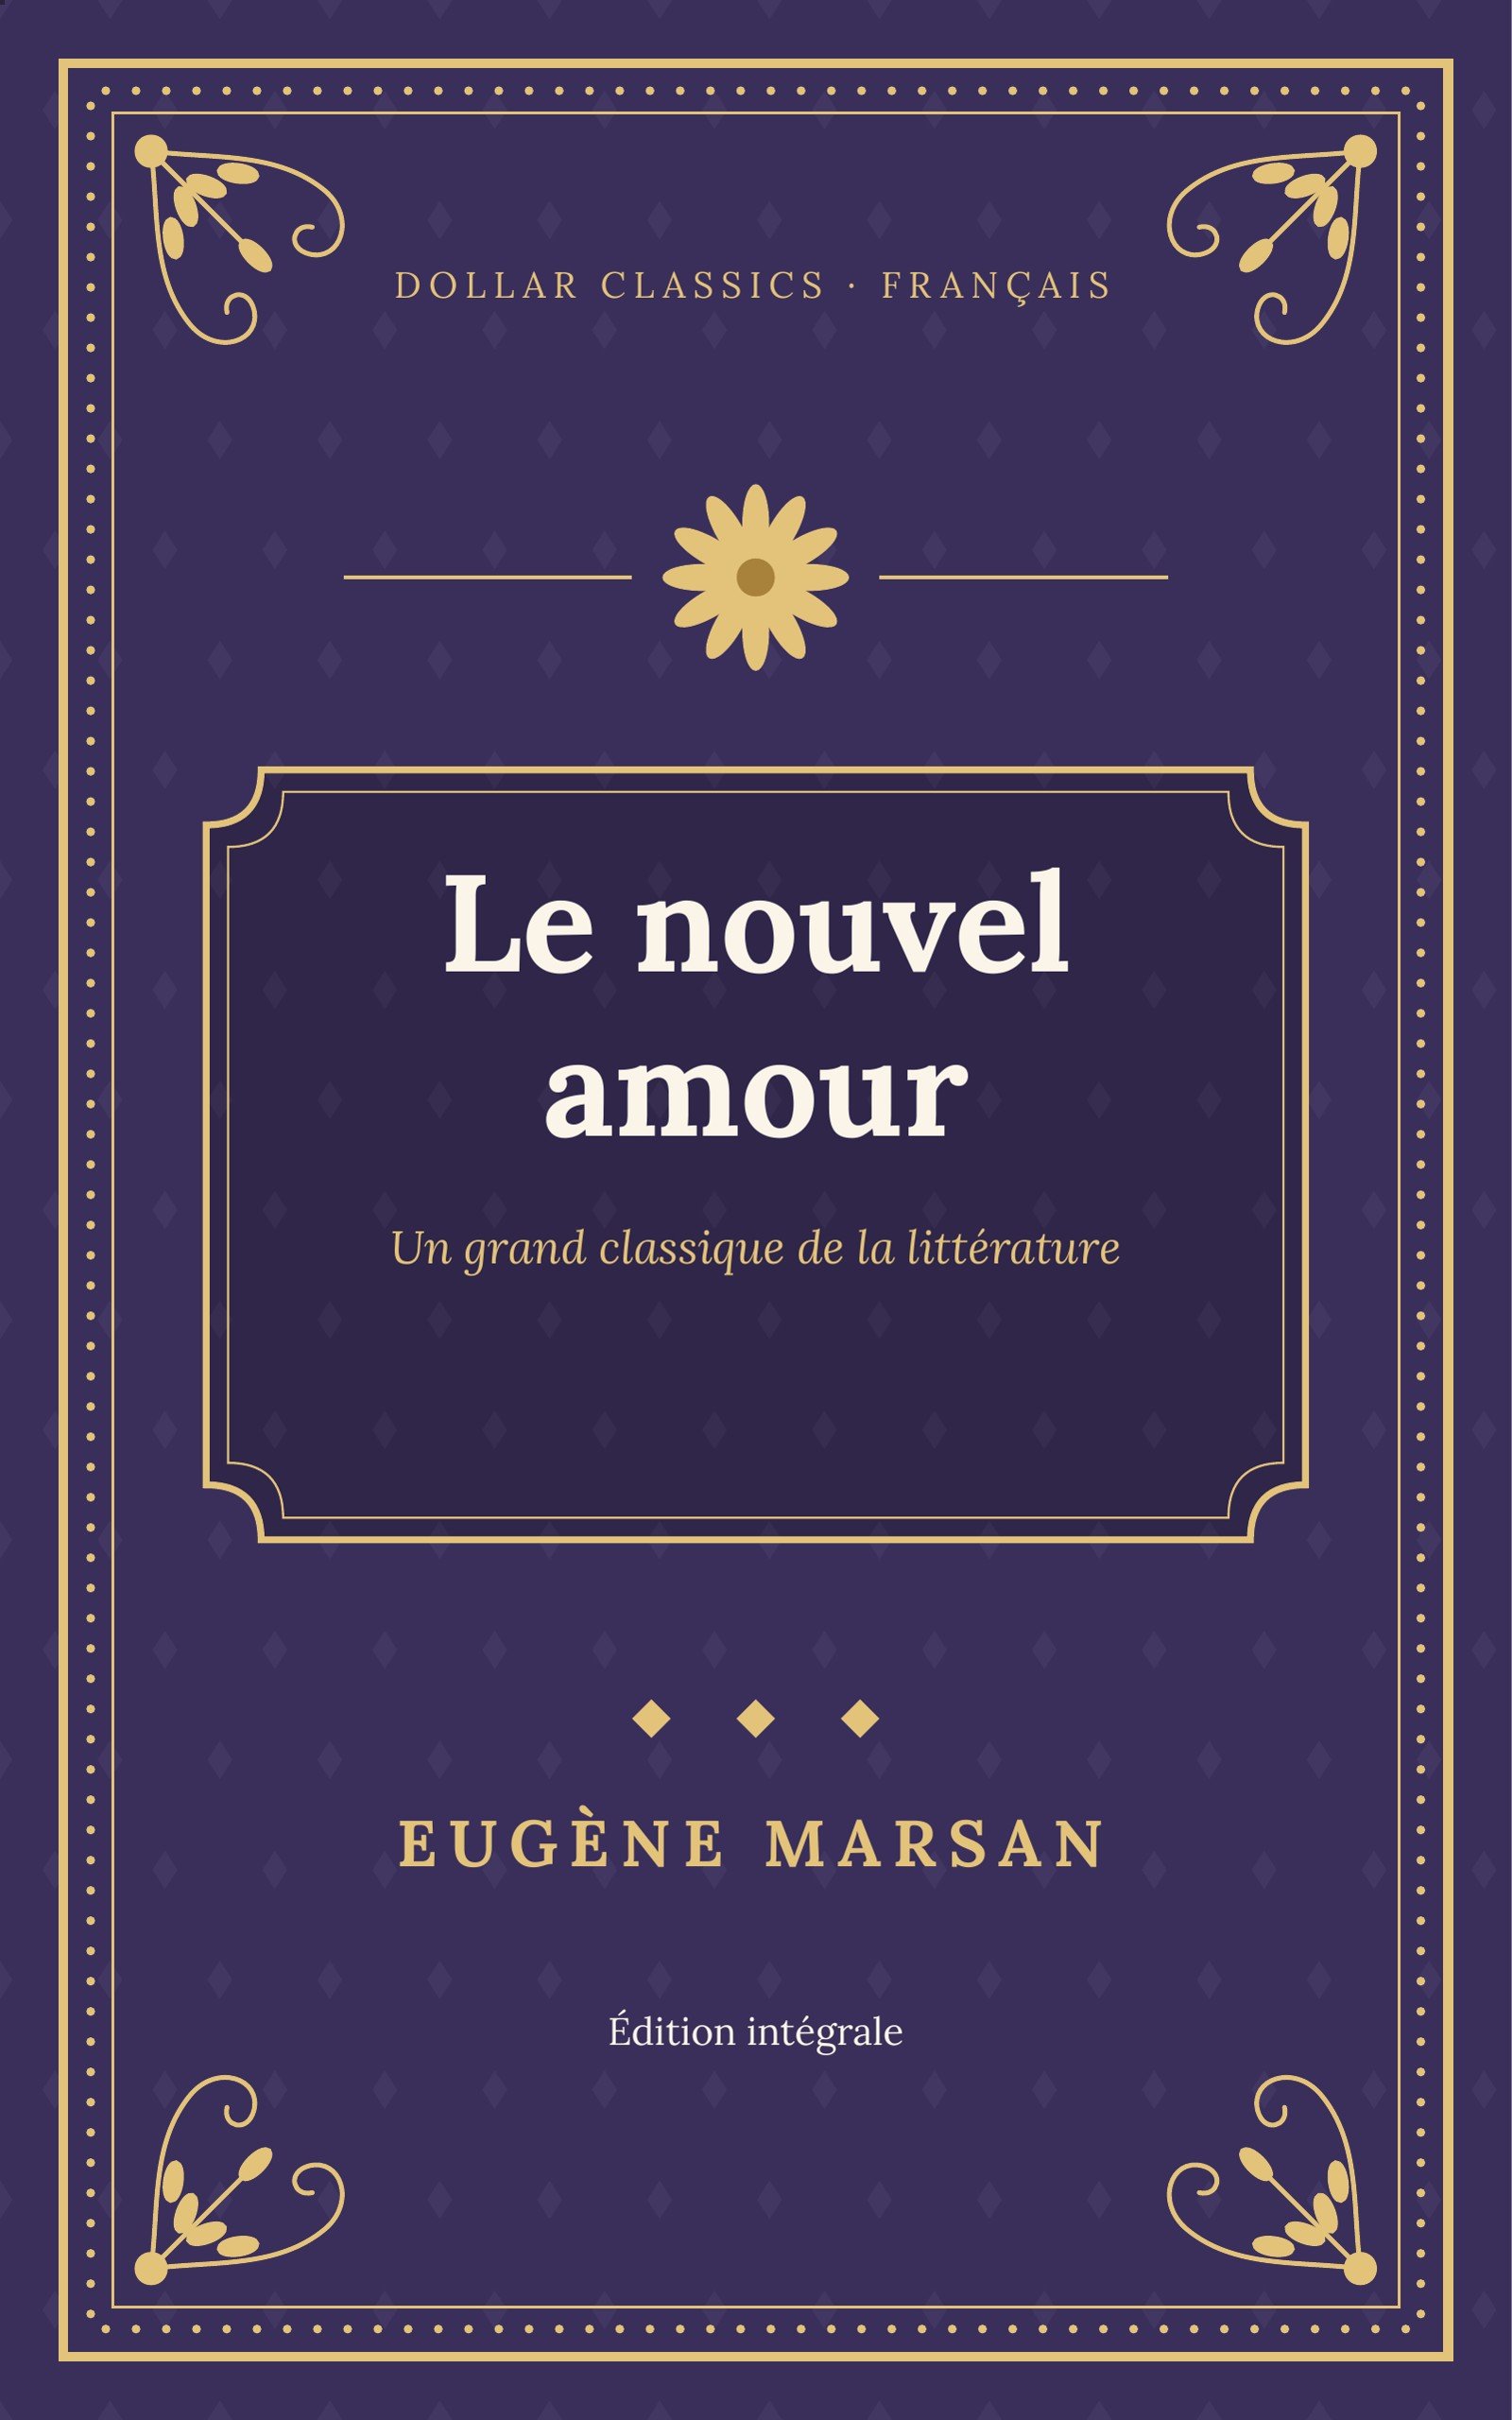 DOLLAR CLASSICS · FRANÇAIS
Le nouvel
amour
Un grand classique de la littérature
EUGÈNE MARSAN
Édition intégrale